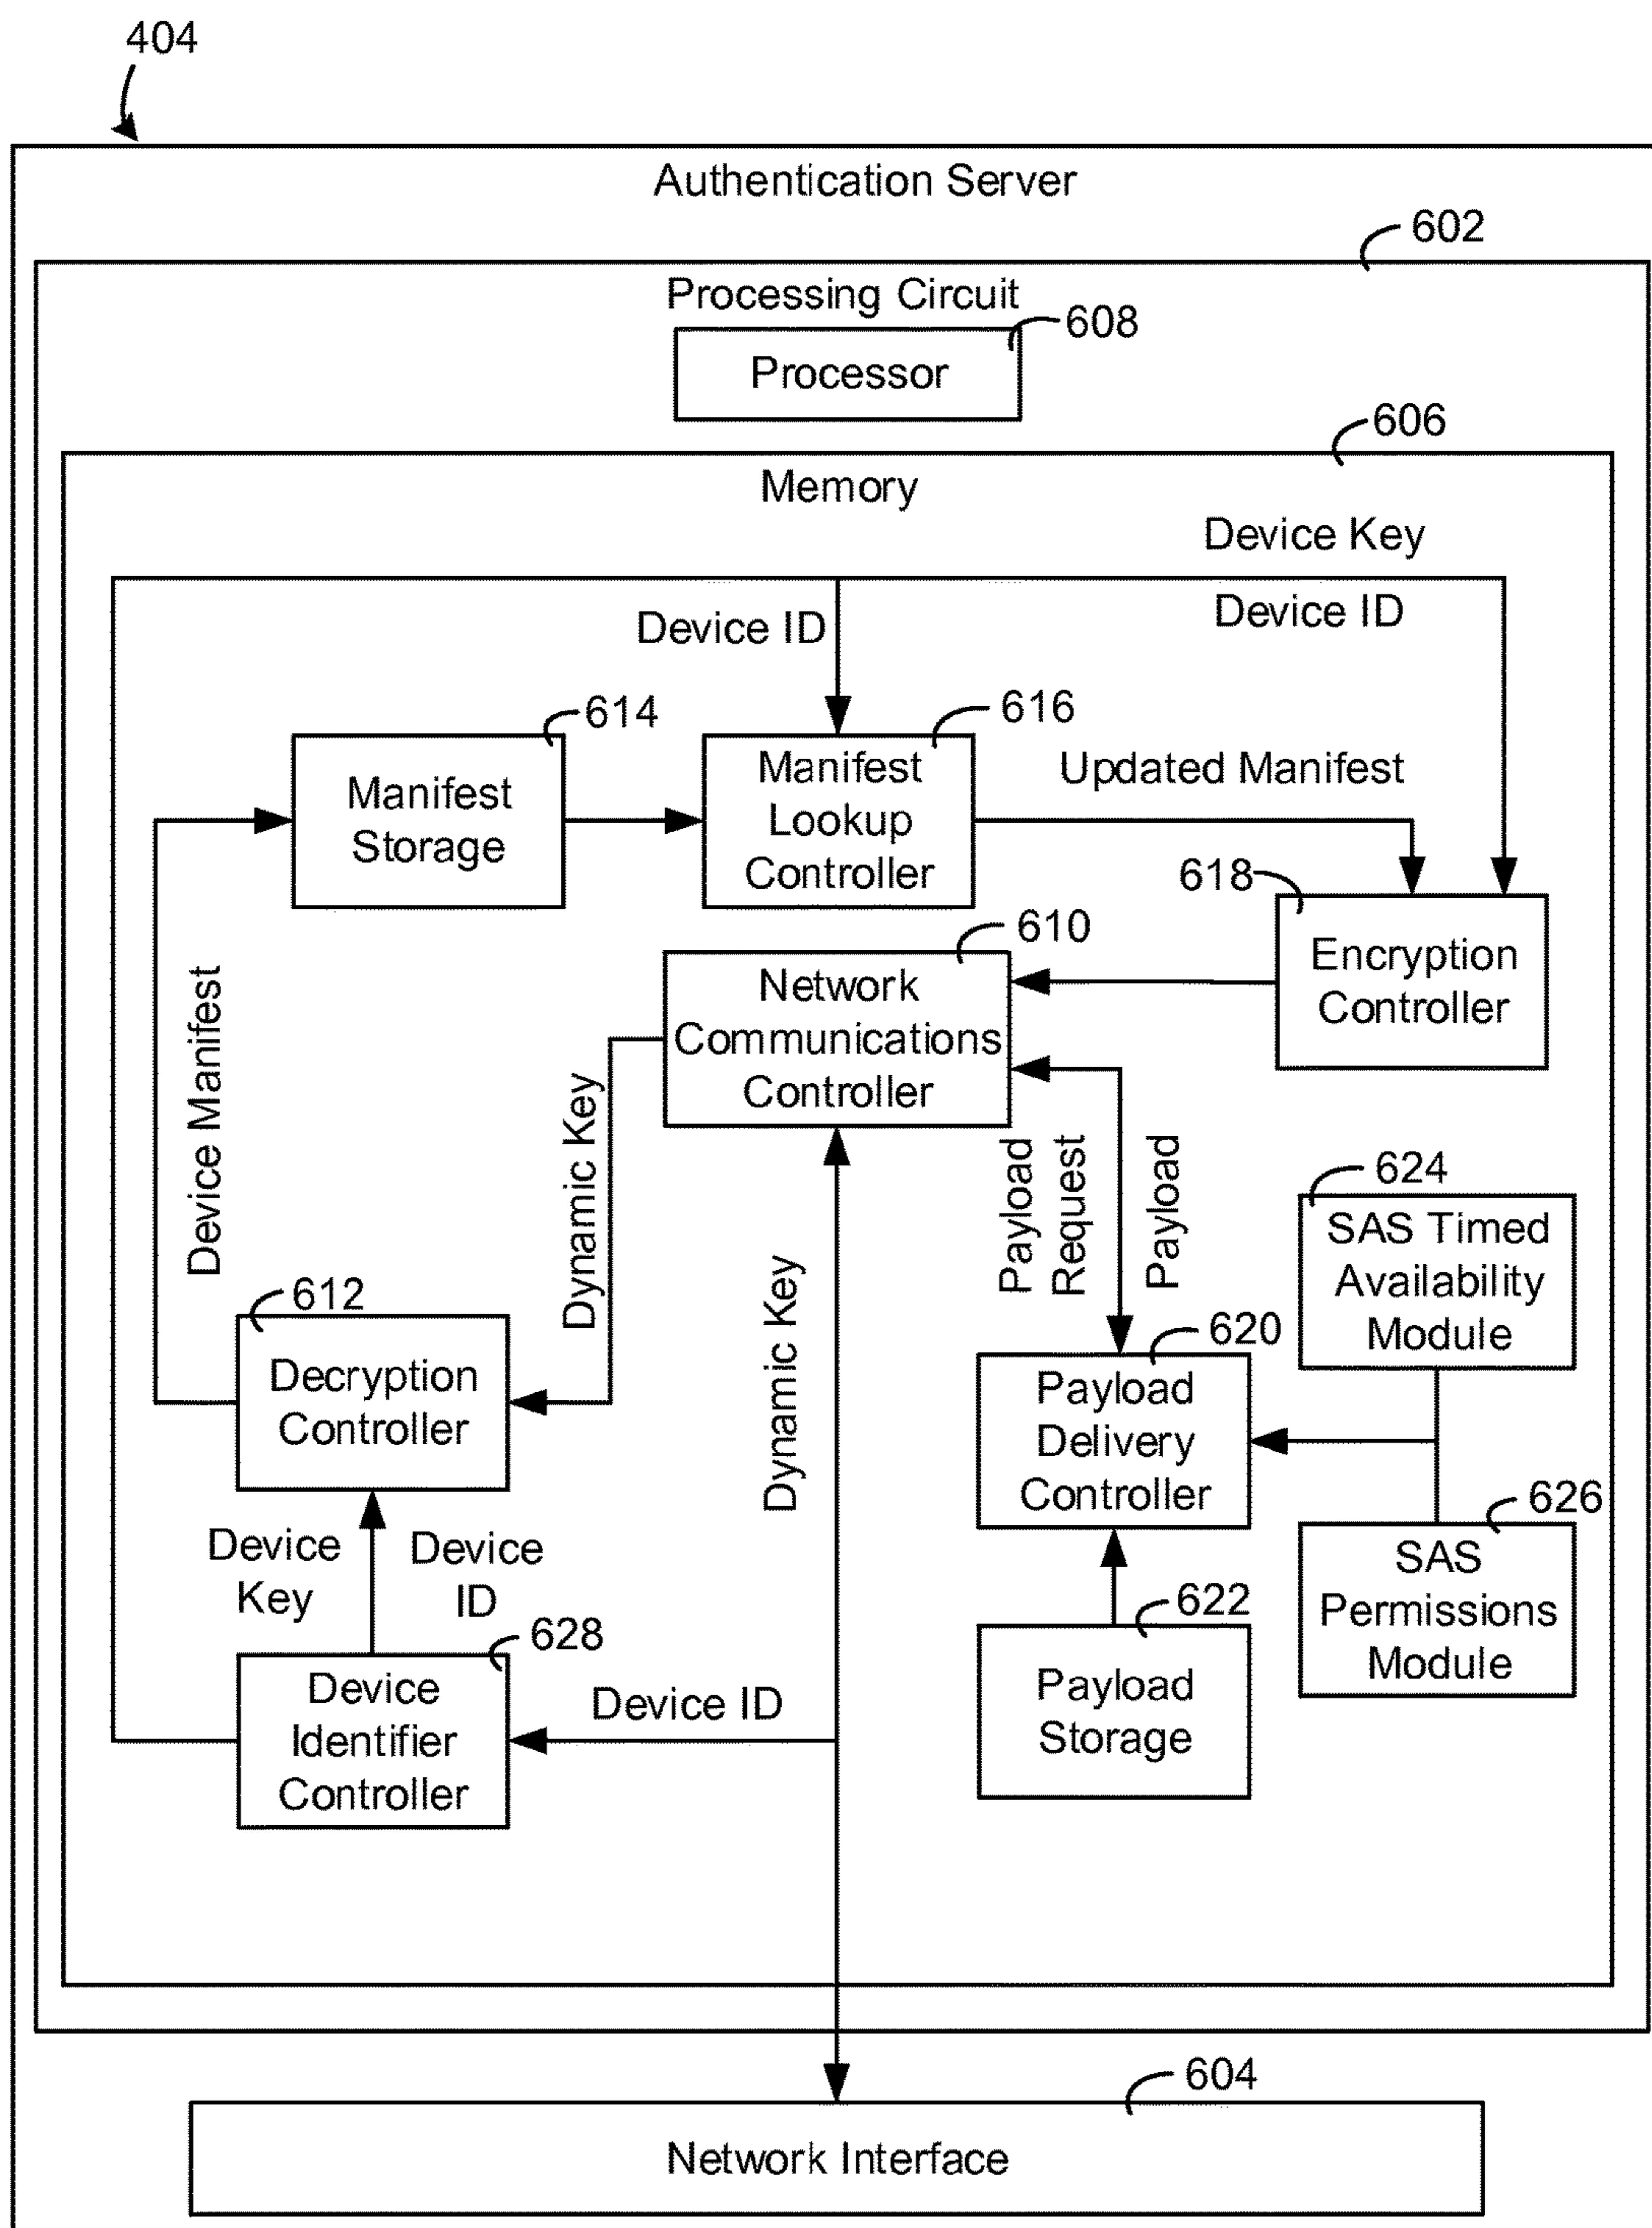 404
Authentication Server
602
Processing Circuit
608
Processor
606
Memory
Device Key
Device ID
Device ID
614
616
Manifest
Storage
Manifest
Lookup
Controller
Updated Manifest
618
610
Encryption
Controller
Network
Communications
Controller
Device Manifest
Dynamic Key
Payload
Request
Payload
624
SAS Timed
Availability
Module
612
Decryption
Controller
Dynamic Key
620
Payload
Delivery
Controller
626
SAS
Permissions
Module
Device
Key
Device
ID
628
Device
Identifier
Controller
Device ID
622
Payload
Storage
604
Network Interface